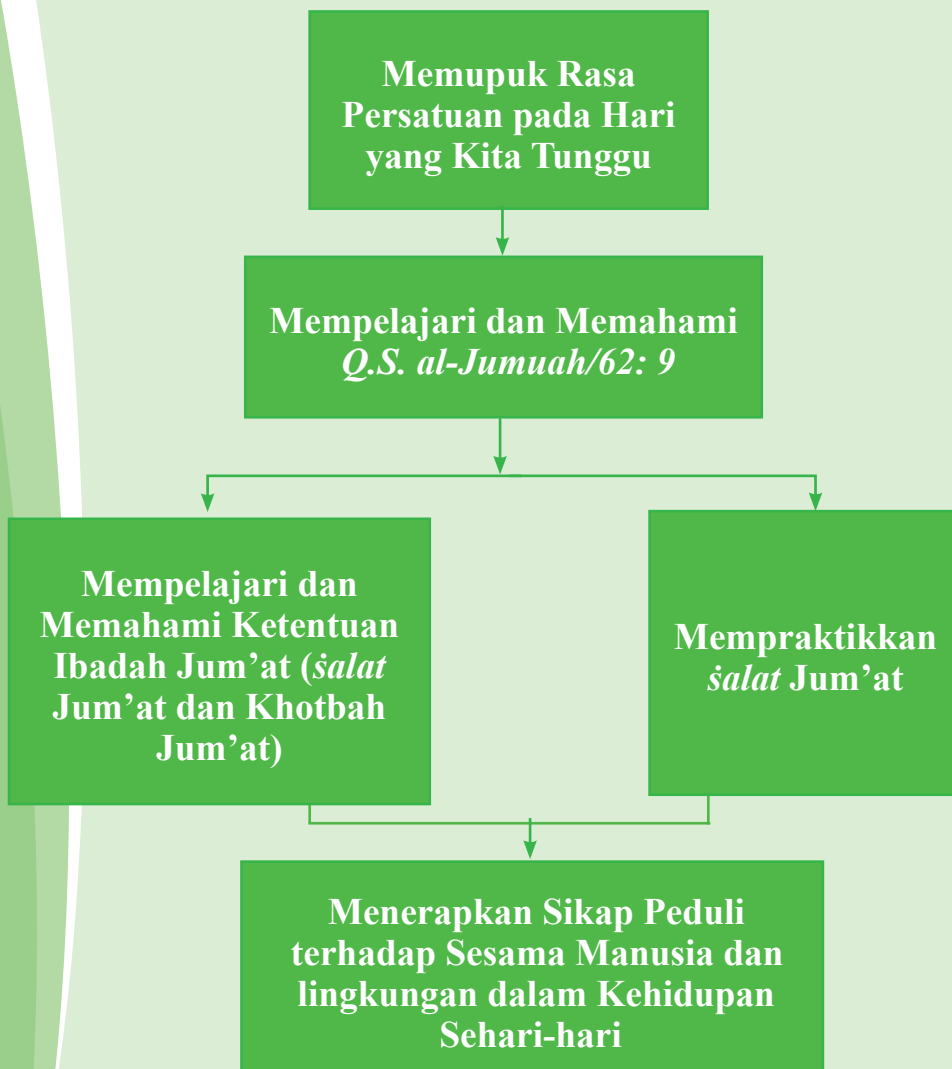 Memupuk Rasa
Persatuan pada Hari
yang Kita Tunggu
Mempelajari dan Memahami
Q.S. al-Jumuah/62: 9
Mempelajari dan
Memahami Ketentuan
Ibadah Jum’at (ṡalat
Jum’at dan Khotbah
Jum’at)
Mempraktikkan
ṡalat Jum’at
Menerapkan Sikap Peduli
terhadap Sesama Manusia dan
lingkungan dalam Kehidupan
Sehari-hari